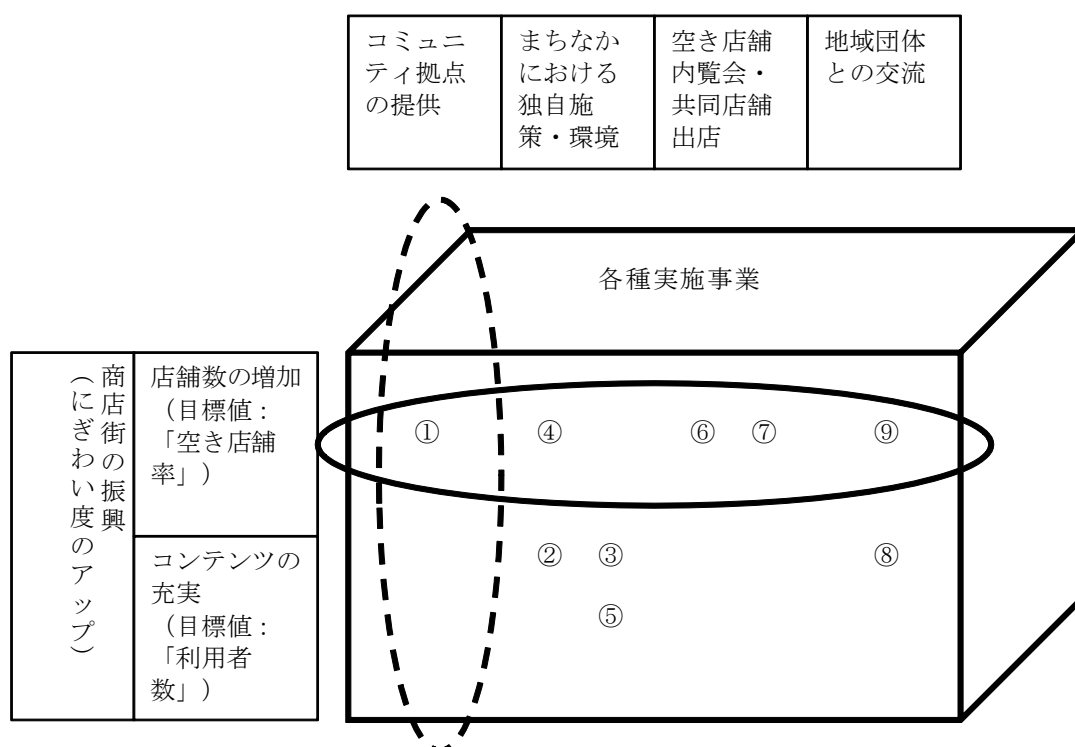 コミュニ
ティ拠点
の提供
まちなか
における
独自施
策・環境
空き店舗
内覧会・
共同店舗
出店
地域団体
との交流
各種実施事業
商店街の振興
（にぎわい度のアップ）
店舗数の増加
（目標値：
「空き店舗
率」）
① ④ ⑥ ⑦ ⑨
コンテンツの
充実
（目標値：
「利用者
数」）
② ③ ⑧
⑤